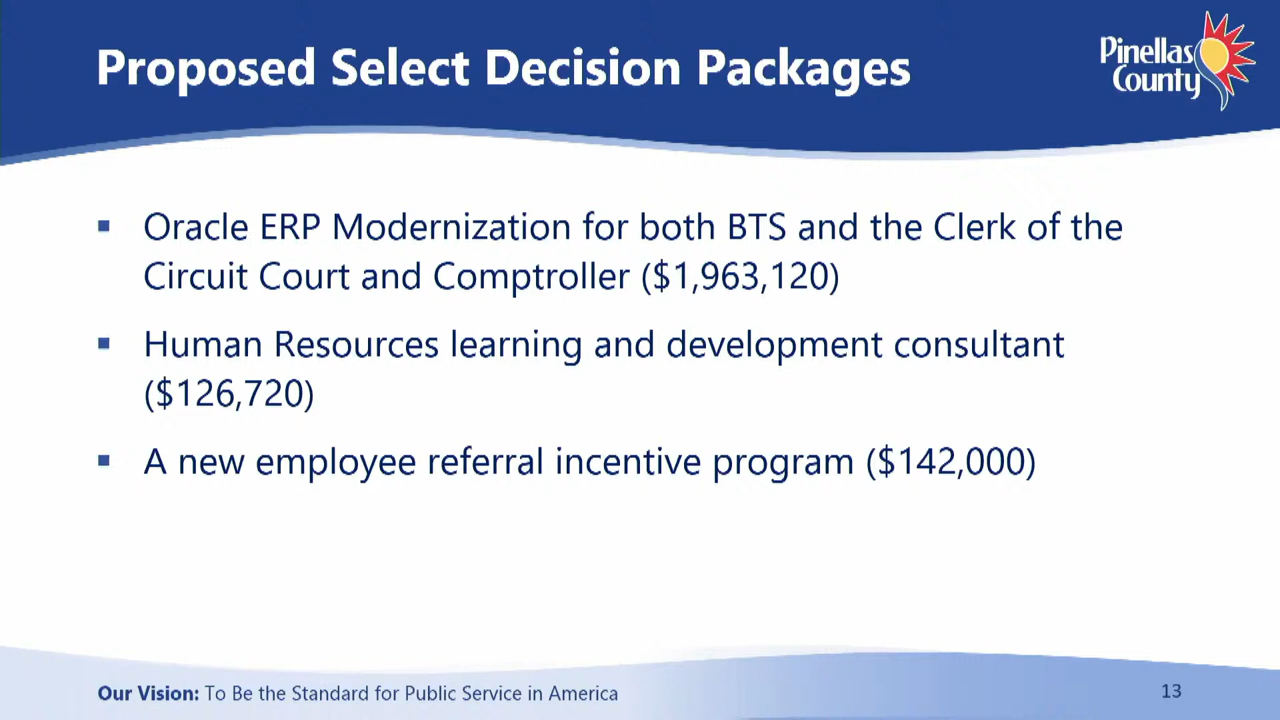 Proposed Select Decision Packages
Pinellas
County
▪ Oracle ERP Modernization for both BTS and the Clerk of the
Circuit Court and Comptroller ($1,963,120)
▪ Human Resources learning and development consultant
($126,720)
▪ A new employee referral incentive program ($142,000)
Our Vision: To Be the Standard for Public Service in America
13